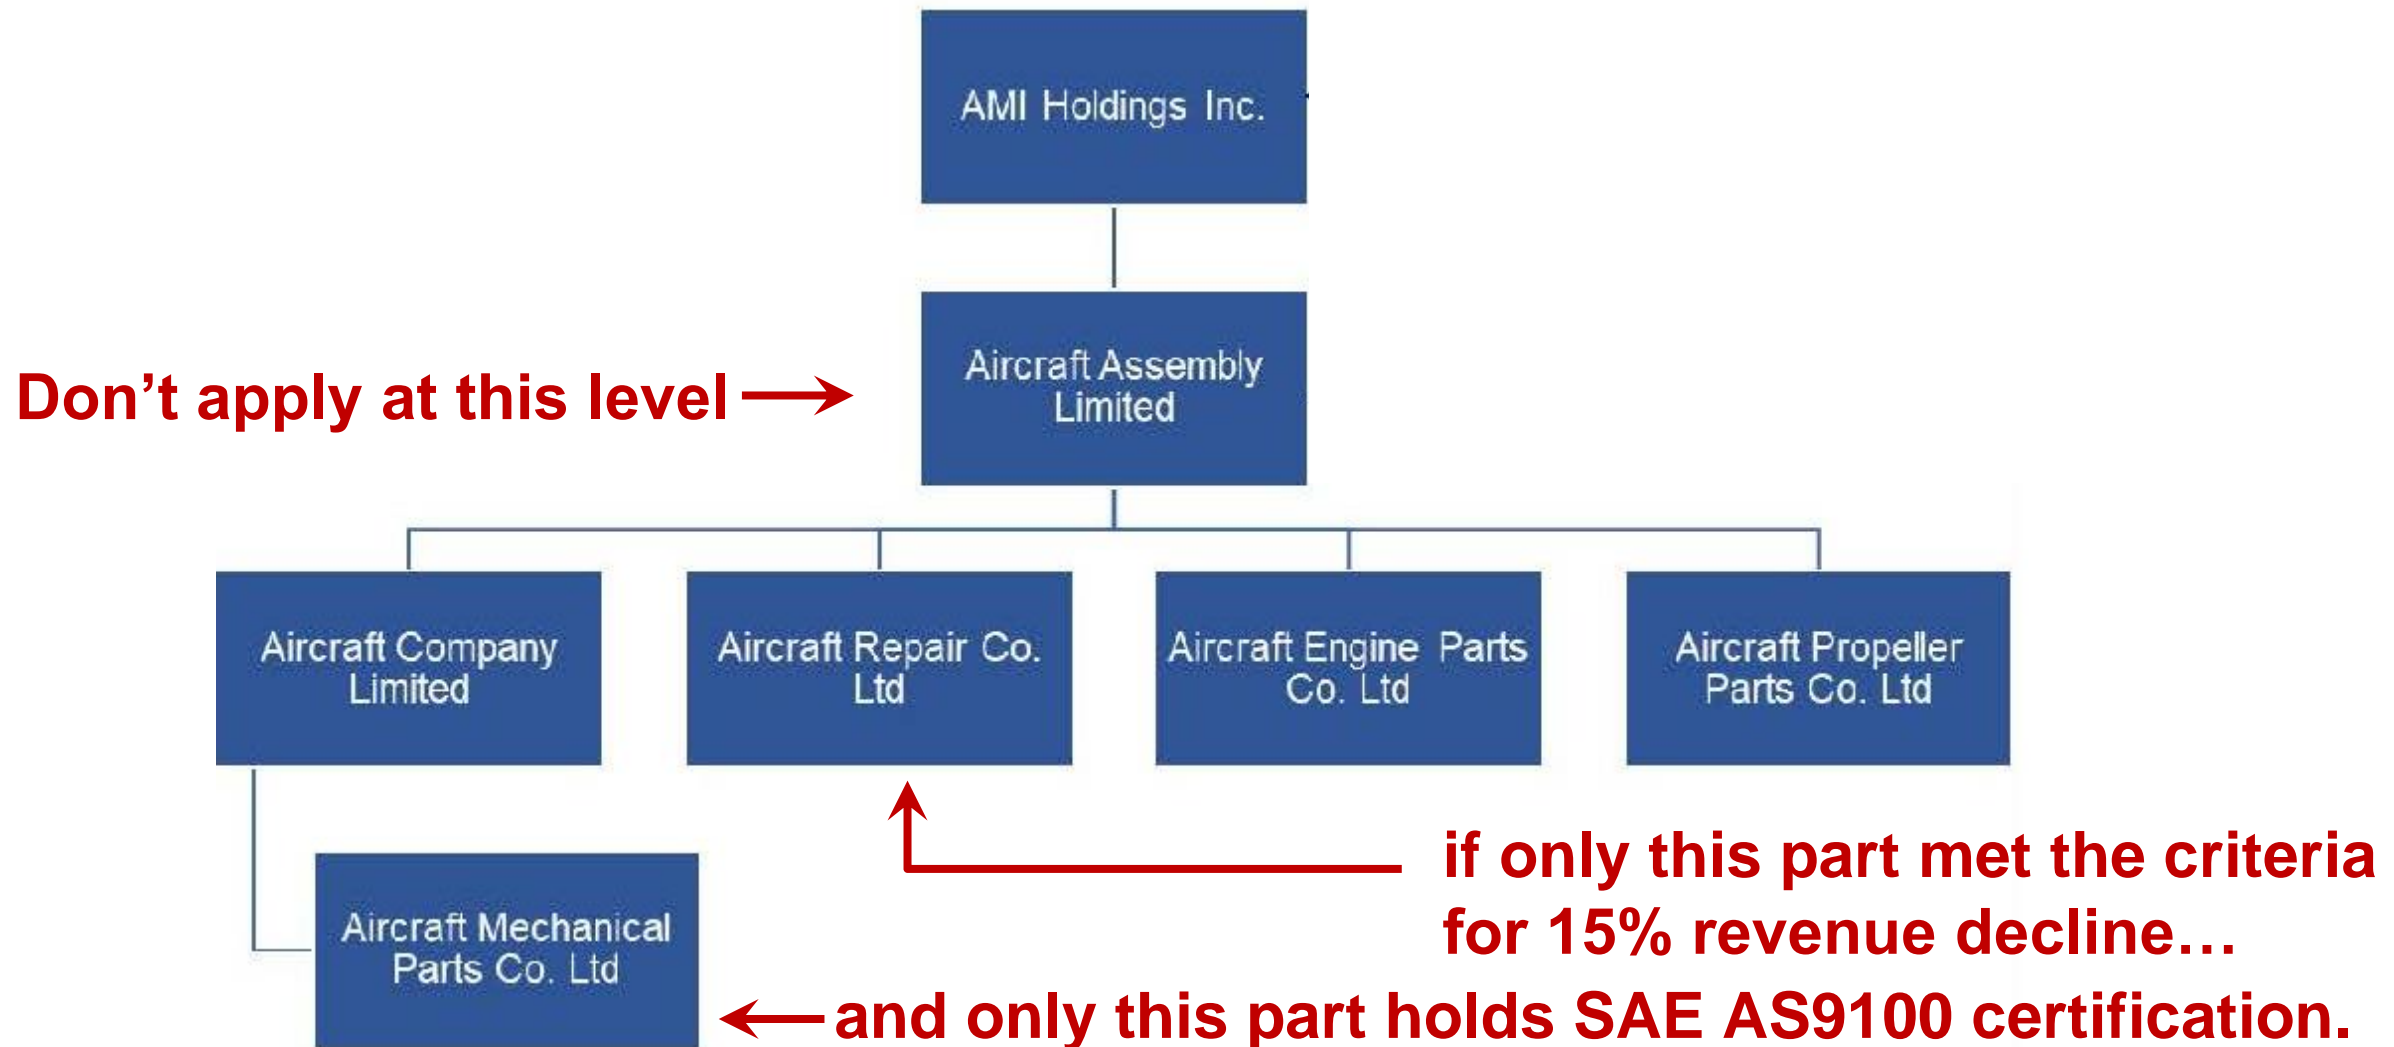 AMI Holdings Inc.
Don’t apply at this level
Aircraft Assembly
Limited
Aircraft Company
Limited
Aircraft Repair Co.
Ltd
Aircraft Engine Parts
Co. Ltd
Aircraft Propeller
Parts Co. Ltd
if only this part met the criteria
for 15% revenue decline…
Aircraft Mechanical
Parts Co. Ltd
and only this part holds SAE AS9100 certification.